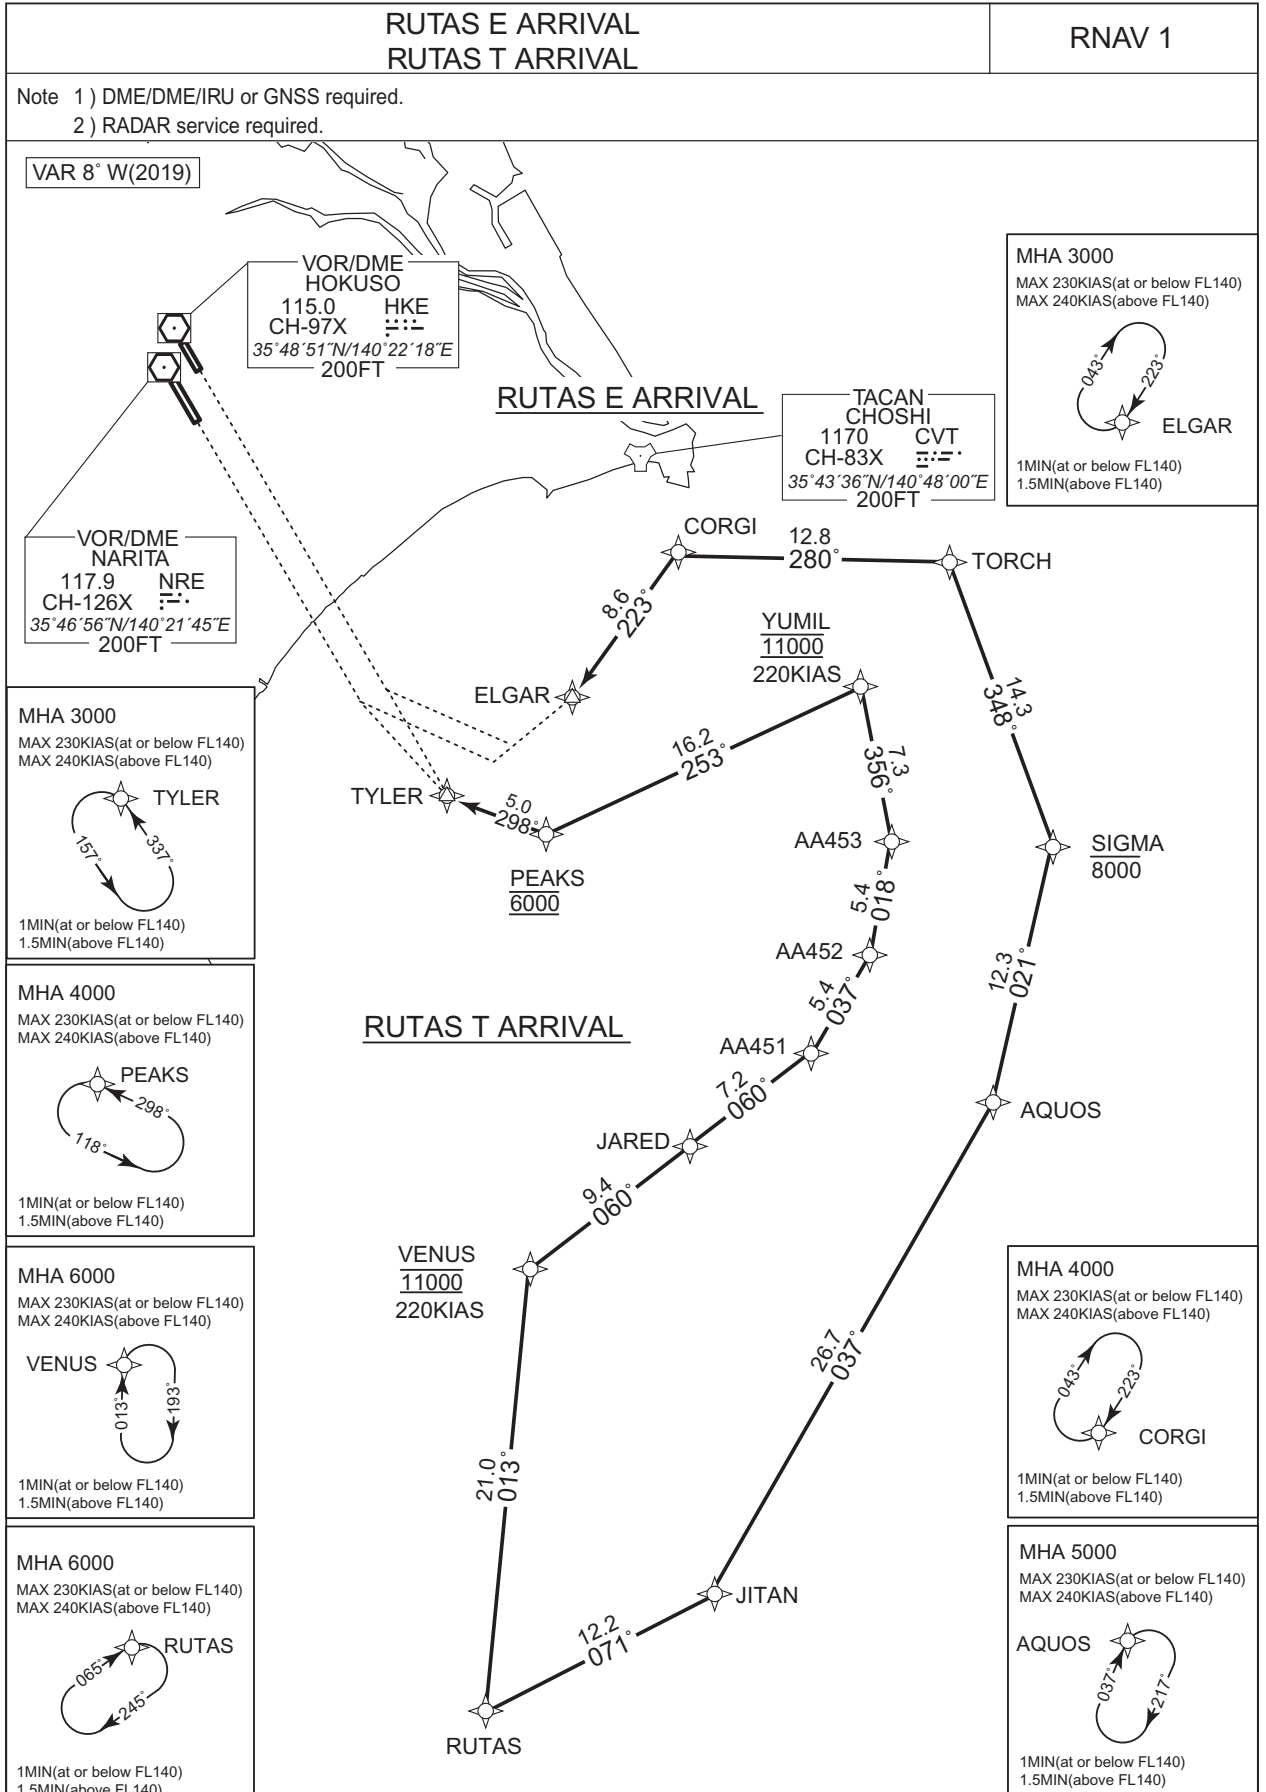 RUTAS E ARRIVAL
RUTAS T ARRIVAL
RNAV 1
Note 1 ) DME/DME/IRU or GNSS required.
2 ) RADAR service required.
VAR 8° W(2019)
VOR/DME
HOKUSO
115.0 HKE
CH-97X
35°48´51˝N/140°22´18˝E
200FT
MHA 3000
MAX 230KIAS(at or below FL140)
MAX 240KIAS(above FL140)
043°
223°
ELGAR
1MIN(at or below FL140)
1.5MIN(above FL140)
RUTAS E ARRIVAL
TACAN
CHOSHI
1170 CVT
CH-83X
35°43´36˝N/140°48´00˝E
200FT
VOR/DME
NARITA
117.9 NRE
CH-126X
35°46´56˝N/140°21´45˝E
200FT
CORGI
12.8
280°
TORCH
8.6
223°
YUMIL
11000
220KIAS
ELGAR
14.3
348°
16.2
253°
7.3
356°
TYLER
5.0
298°
PEAKS
6000
AA453
SIGMA
8000
5.4
018°
AA452
12.3
021°
5.4
037°
RUTAS T ARRIVAL
AA451
7.2
060°
AQUOS
JARED
9.4
060°
VENUS
11000
220KIAS
26.7
037°
21.0
013°
JITAN
12.2
071°
RUTAS
MHA 3000
MAX 230KIAS(at or below FL140)
MAX 240KIAS(above FL140)
TYLER
157°
337°
1MIN(at or below FL140)
1.5MIN(above FL140)
MHA 4000
MAX 230KIAS(at or below FL140)
MAX 240KIAS(above FL140)
PEAKS
298°
118°
1MIN(at or below FL140)
1.5MIN(above FL140)
MHA 6000
MAX 230KIAS(at or below FL140)
MAX 240KIAS(above FL140)
VENUS
013°
193°
1MIN(at or below FL140)
1.5MIN(above FL140)
MHA 6000
MAX 230KIAS(at or below FL140)
MAX 240KIAS(above FL140)
RUTAS
065°
245°
1MIN(at or below FL140)
1.5MIN(above FL140)
MHA 4000
MAX 230KIAS(at or below FL140)
MAX 240KIAS(above FL140)
043°
223°
CORGI
1MIN(at or below FL140)
1.5MIN(above FL140)
MHA 5000
MAX 230KIAS(at or below FL140)
MAX 240KIAS(above FL140)
AQUOS
037°
217°
1MIN(at or below FL140)
1.5MIN(above FL140)